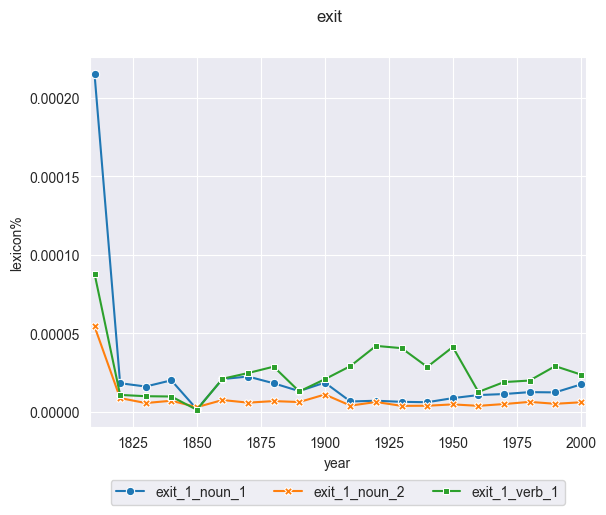 exit
0.00020
0.00015
0.00010
0.00005
0.00000
lexicon%
1825 1850 1875 1900 1925 1950 1975 2000
year
exit_1_noun_1 exit_1_noun_2 exit_1_verb_1